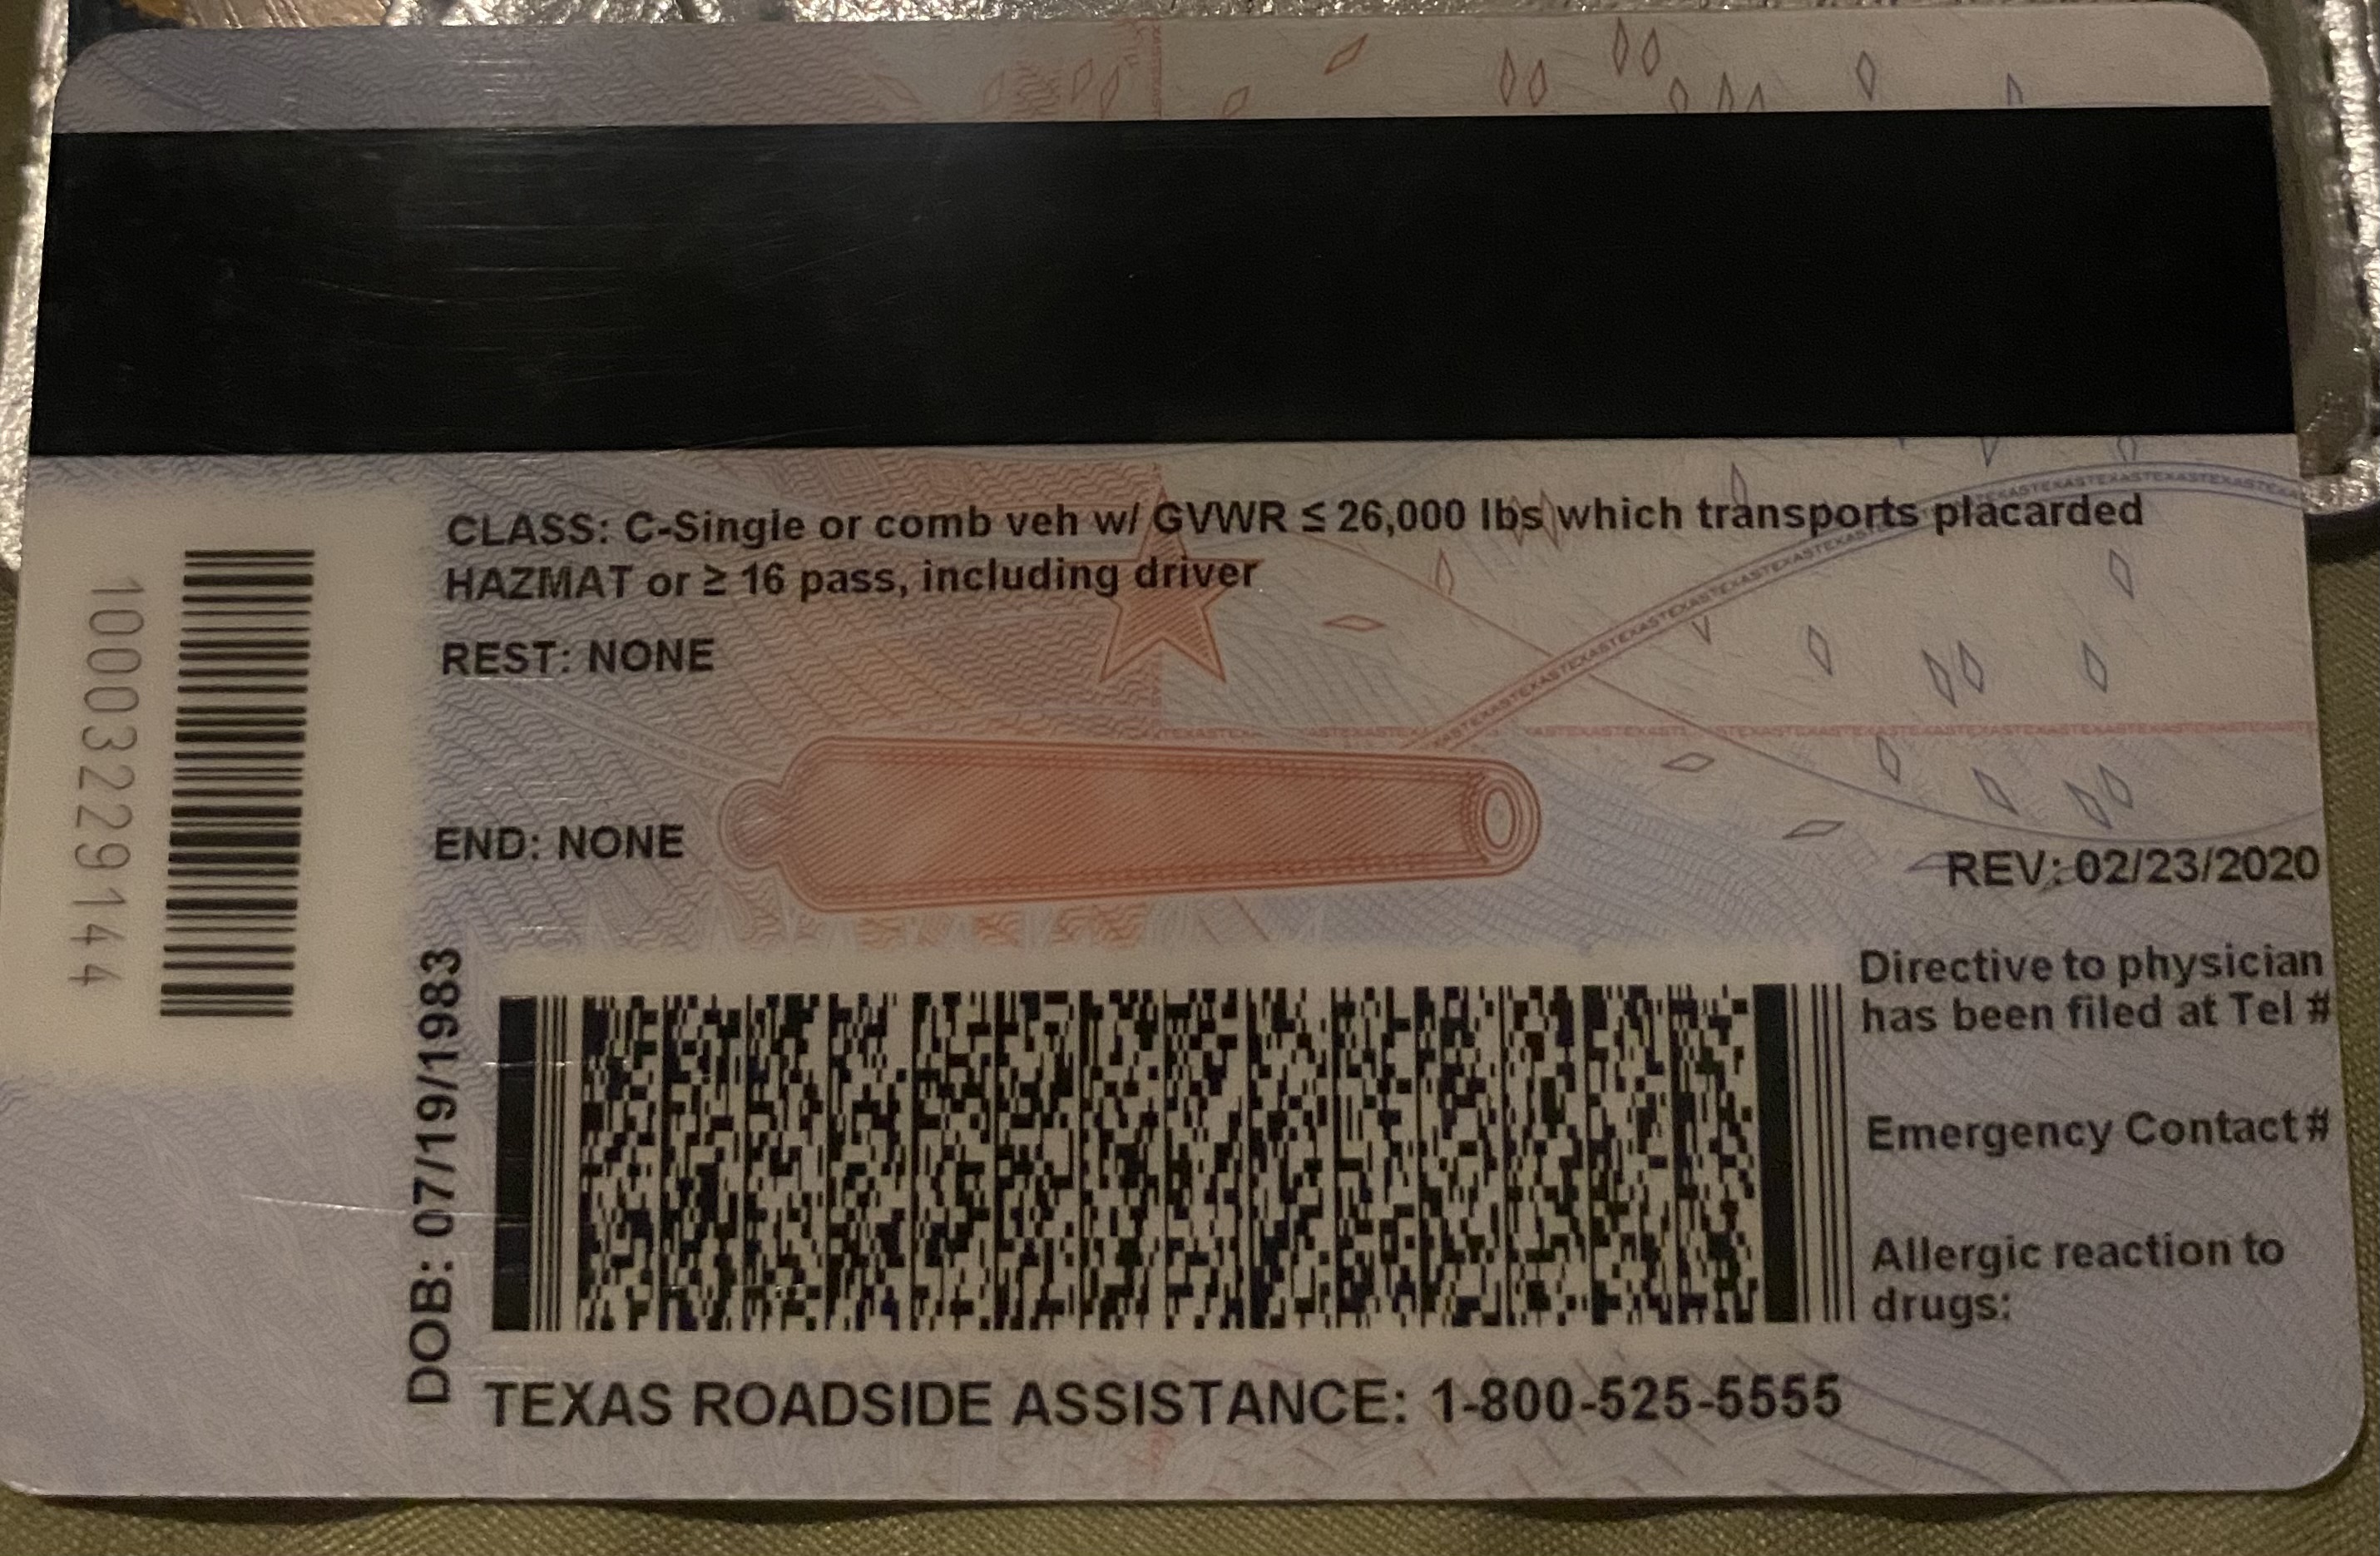 CLASS: C-Single or comb veh w/ GVWR ≤ 26,000 lbs which transports placarded
HAZMAT or ≥ 16 pass, including driver
REST: NONE
END: NONE
REV: 02/23/2020
10003229144
DOB: 07/19/1983
Directive to physician
has been filed at Tel #
Emergency Contact #
Allergic reaction to
drugs:
TEXAS ROADSIDE ASSISTANCE: 1-800-525-5555